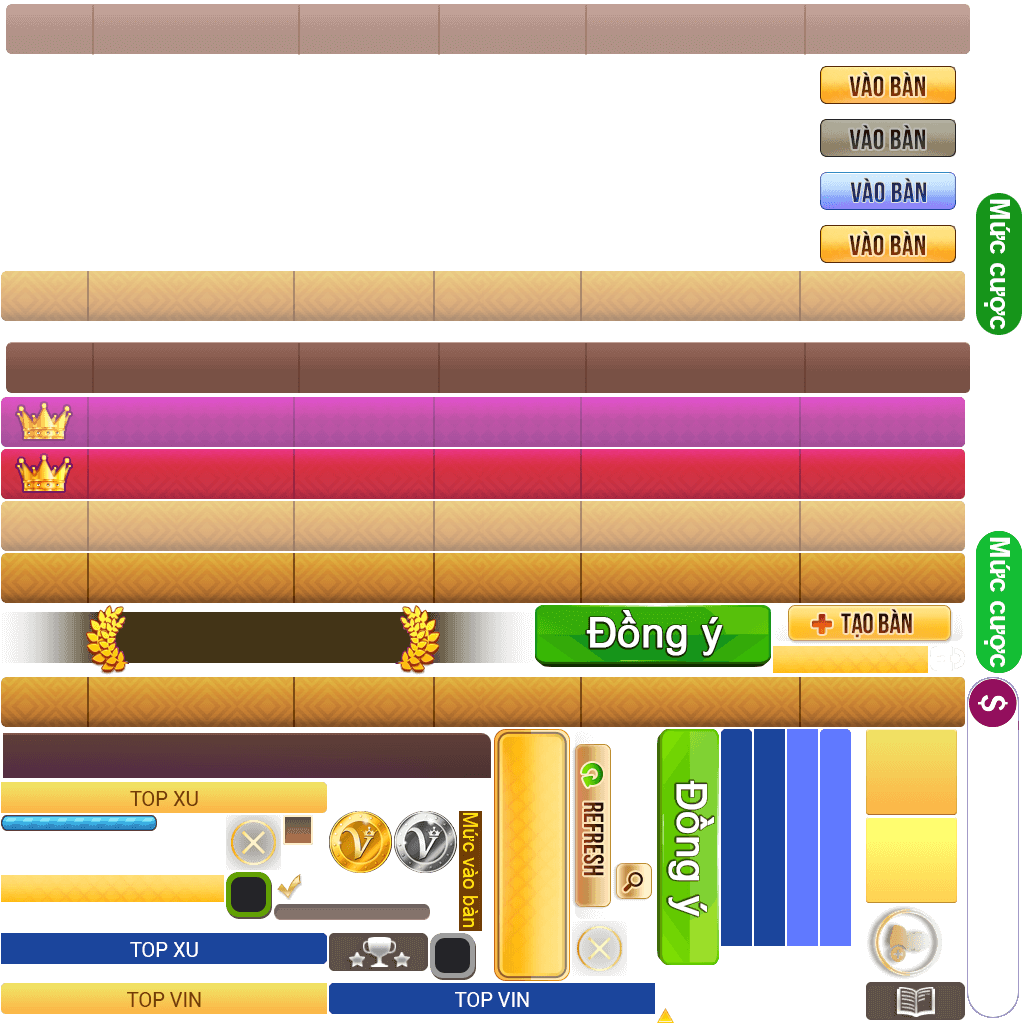 VÀO BÀN
VÀO BÀN
VÀO BÀN
Mức cược
VÀO BÀN
Mức cược
Đồng ý
TẠO BÀN
$
TOP XU
REFRESH
Đồng ý
V
V
Mức vào bàn
TOP XU
TOP VIN
TOP VIN